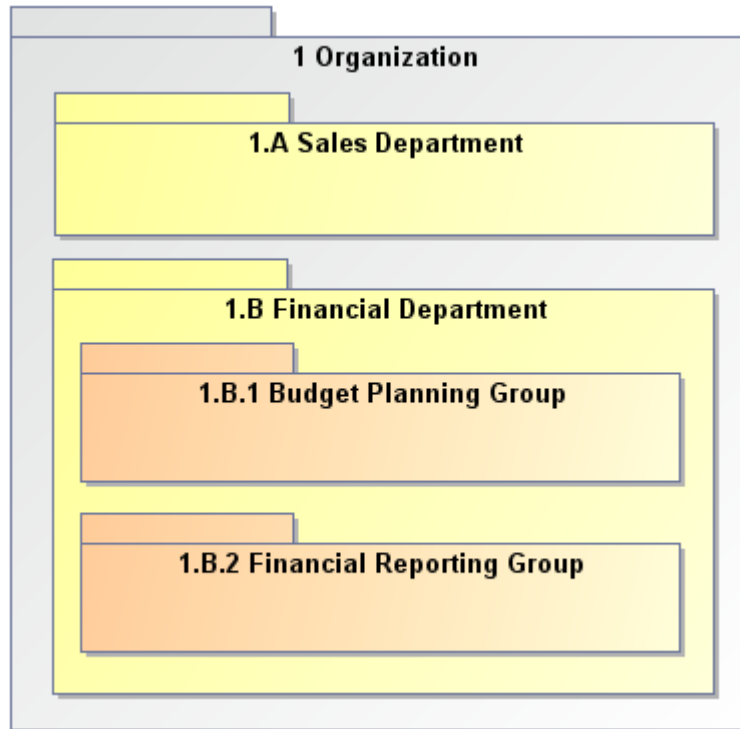 1 Organization
1.A Sales Department
1.B Financial Department
1.B.1 Budget Planning Group
1.B.2 Financial Reporting Group